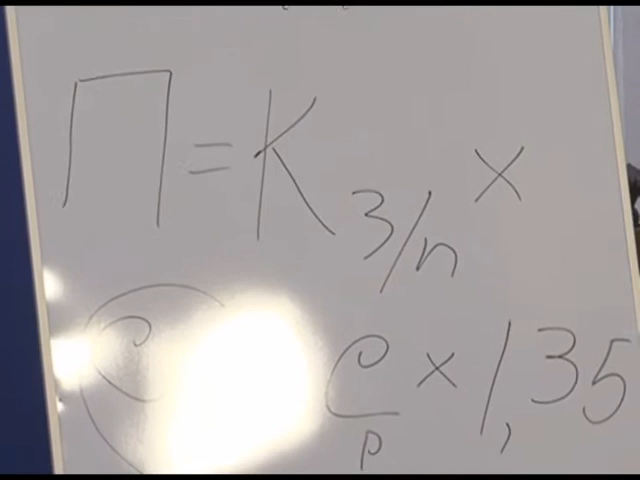 П = К з/п ×
(е е р × 1,35